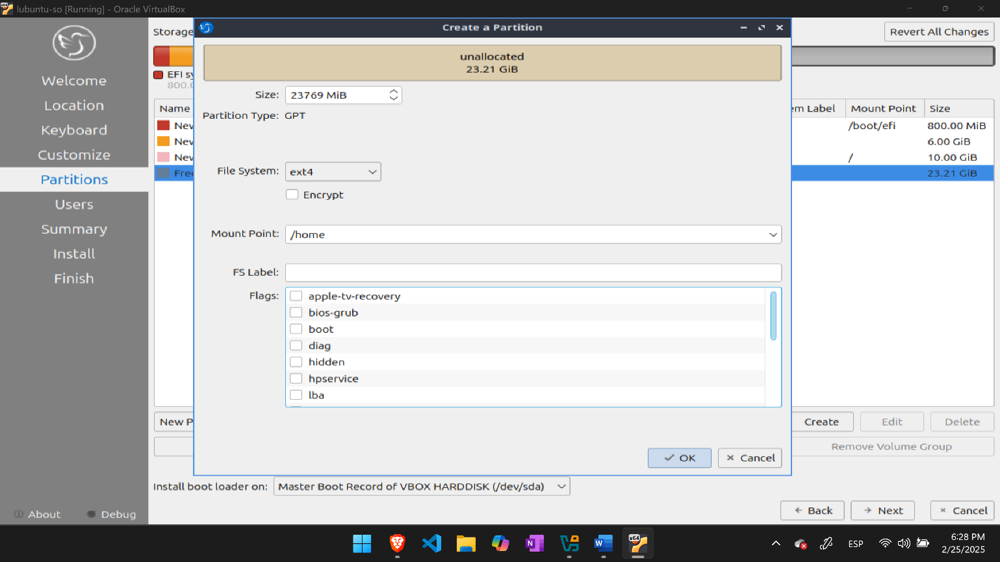 lubuntu-so [Running] - Oracle VirtualBox
Create a Partition
Storage
Revert All Changes
unallocated
23.21 GiB
EFI sy
800.0
Welcome
Location
Keyboard
Customize
Partitions
Users
Summary
Install
Finish
Size: 23769 MiB
Partition Type: GPT
File System: ext4
Encrypt
Mount Point: /home
FS Label:
Flags:
apple-tv-recovery
bios-grub
boot
diag
hidden
hpservice
lba
OK
Cancel
Name
em Label Mount Point Size
New /boot/efi 800.00 MiB
New 6.00 GiB
New / 10.00 GiB
Free 23.21 GiB
New P
Create
Edit
Delete
Remove Volume Group
Install boot loader on: Master Boot Record of VBOX HARDDISK (/dev/sda)
About
Debug
Back
Next
Cancel
x64
ESP
6:28 PM
2/25/2025